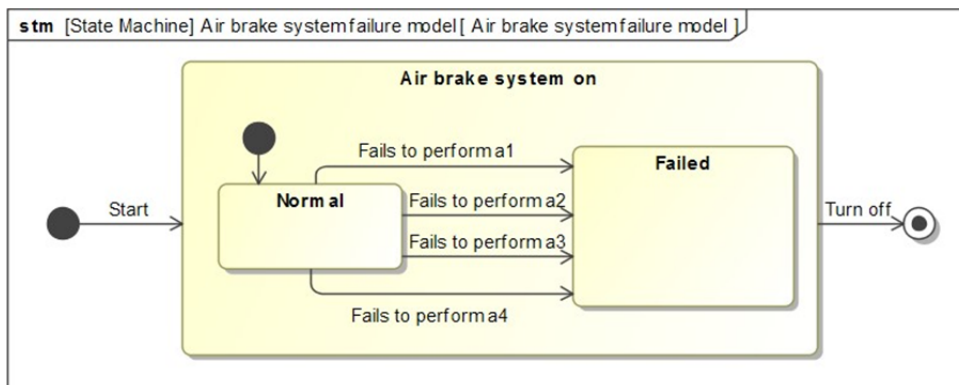 stm [State Machine] Air brake system failure model [ Air brake system failure model ]
Air brake system on
Fails to perform a1
Failed
Normal
Fails to perform a2
Start
Turn off
Fails to perform a3
Fails to perform a4